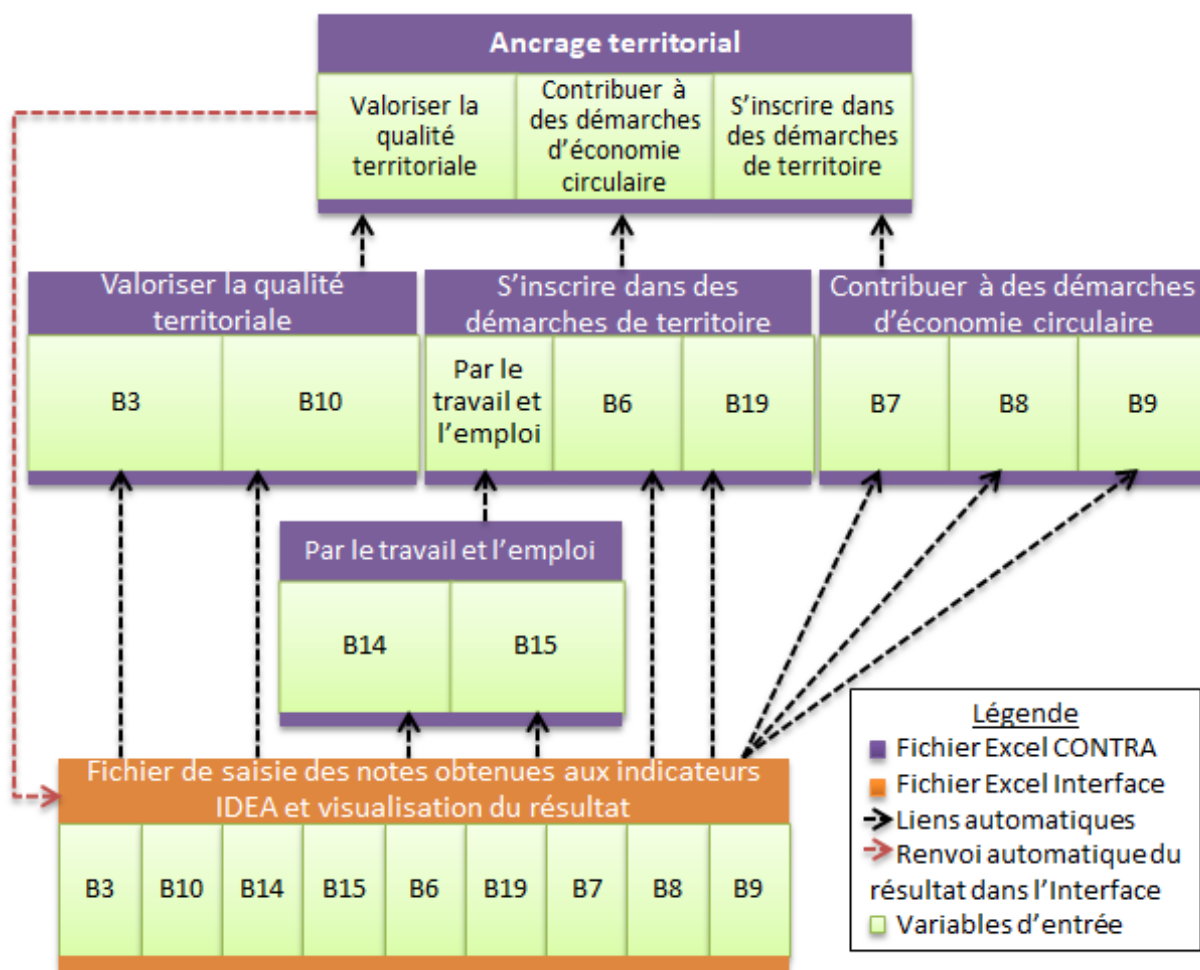 Ancrage territorial
Valoriser la
qualité
territoriale
Contribuer à
des démarches
d'économie
circulaire
S'inscrire dans
des démarches
de territoire
Valoriser la qualité
territoriale
B3
B10
S'inscrire dans des
démarches de territoire
Par le
travail et
l'emploi
B6
B19
Contribuer à des démarches
d'économie circulaire
B7
B8
B9
Par le travail et l'emploi
B14
B15
Fichier de saisie des notes obtenues aux indicateurs
IDEA et visualisation du résultat
B3
B10
B14
B15
B6
B19
B7
B8
B9
Légende
Fichier Excel CONTRA
Fichier Excel Interface
Liens automatiques
Renvoi automatique du
résultat dans l'Interface
Variables d'entrée